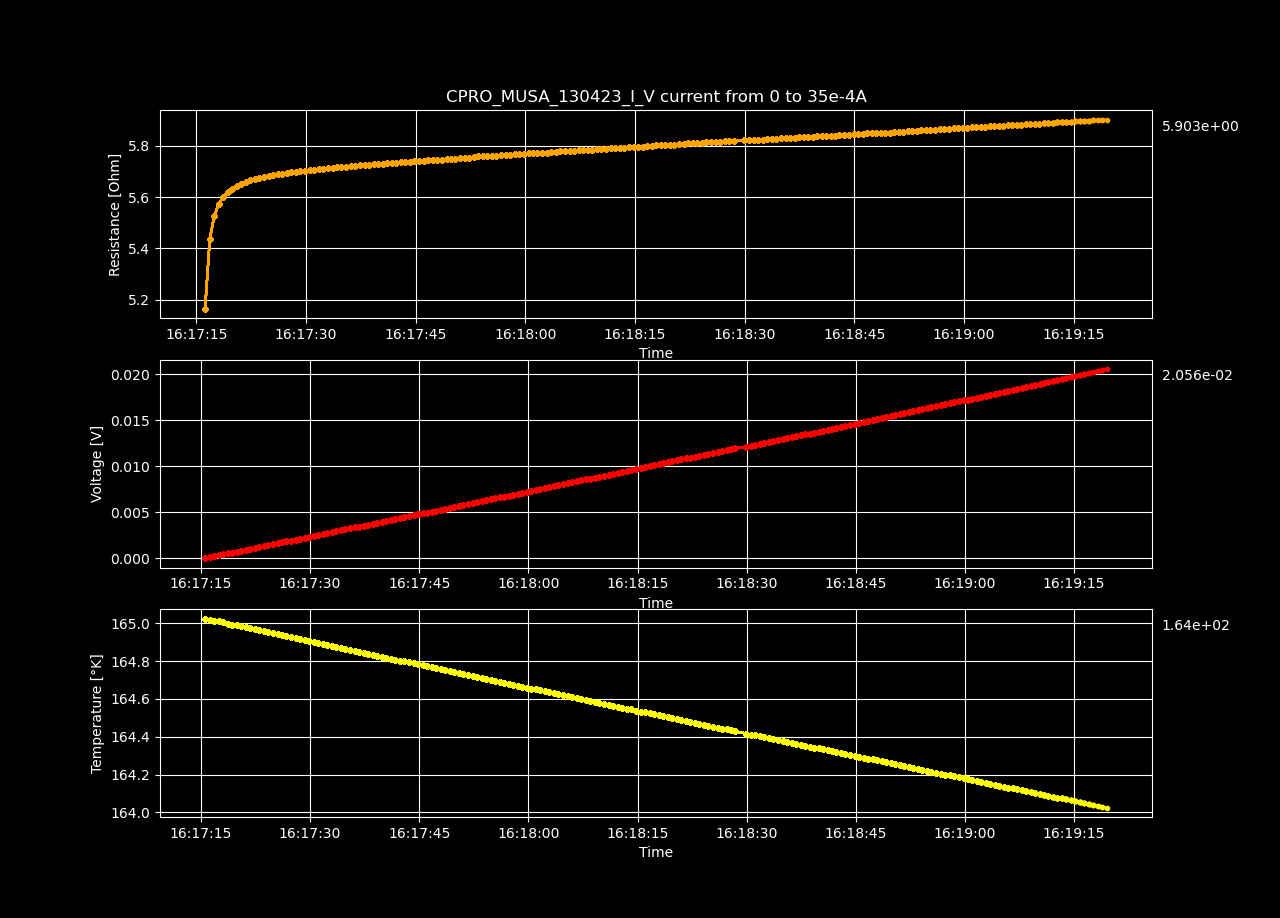 CPRO_MUSA_130423_I_V current from 0 to 35e-4A
5.903e+00
Resistance [Ohm]
5.8
5.6
5.4
5.2
16:17:15 16:17:30 16:17:45 16:18:00 16:18:15 16:18:30 16:18:45 16:19:00 16:19:15
Time
2.056e-02
Voltage [V]
0.020
0.015
0.010
0.005
0.000
16:17:15 16:17:30 16:17:45 16:18:00 16:18:15 16:18:30 16:18:45 16:19:00 16:19:15
Time
1.64e+02
Temperature [°K]
165.0
164.8
164.6
164.4
164.2
164.0
16:17:15 16:17:30 16:17:45 16:18:00 16:18:15 16:18:30 16:18:45 16:19:00 16:19:15
Time